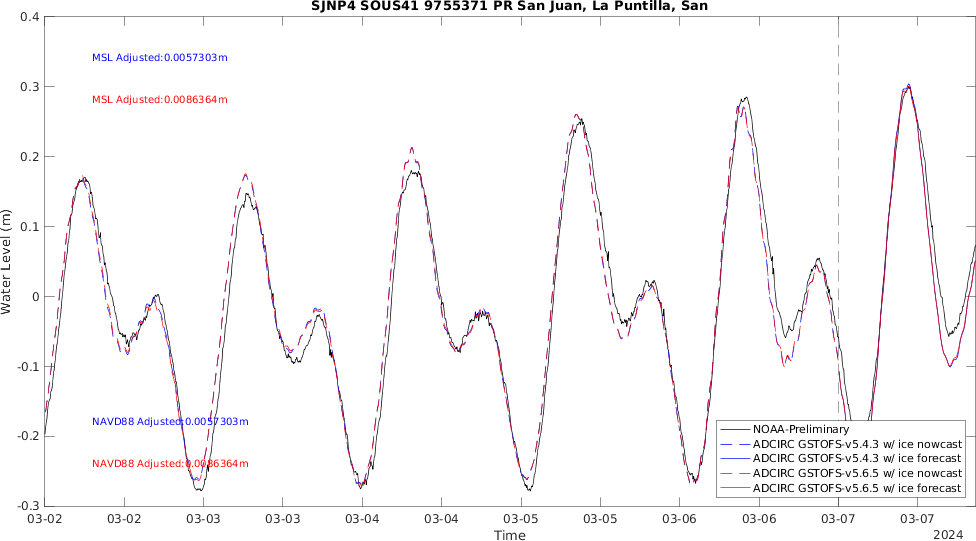 SJNP4 SOUS41 9755371 PR San Juan, La Puntilla, San
0.4
0.3
0.2
0.1
0
-0.1
-0.2
-0.3
Water Level (m)
MSL Adjusted:0.0057303m
MSL Adjusted:0.0086364m
NAVD88 Adjusted:0.0057303m
NAVD88 Adjusted:0.0086364m
NOAA-Preliminary
ADCIRC GSTOFS-v5.4.3 w/ ice nowcast
ADCIRC GSTOFS-v5.4.3 w/ ice forecast
ADCIRC GSTOFS-v5.6.5 w/ ice nowcast
ADCIRC GSTOFS-v5.6.5 w/ ice forecast
03-02 03-02 03-03 03-03 03-04 03-04 03-05 03-05 03-06 03-06 03-07 03-07
Time
2024